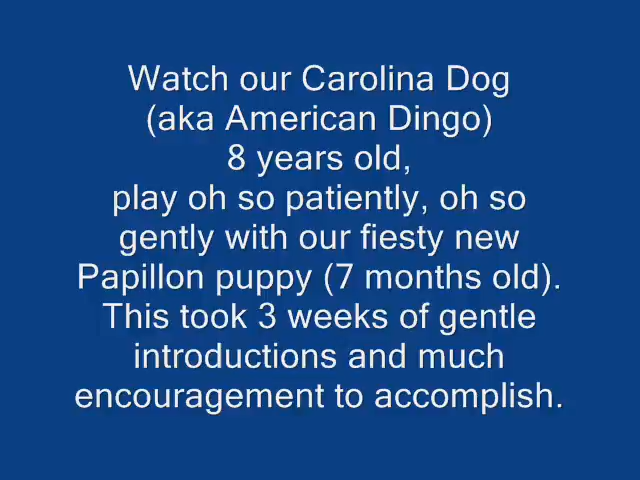 Watch our Carolina Dog
(aka American Dingo)
8 years old,
play oh so patiently, oh so
gently with our fiesty new
Papillon puppy (7 months old).
This took 3 weeks of gentle
introductions and much
encouragement to accomplish.